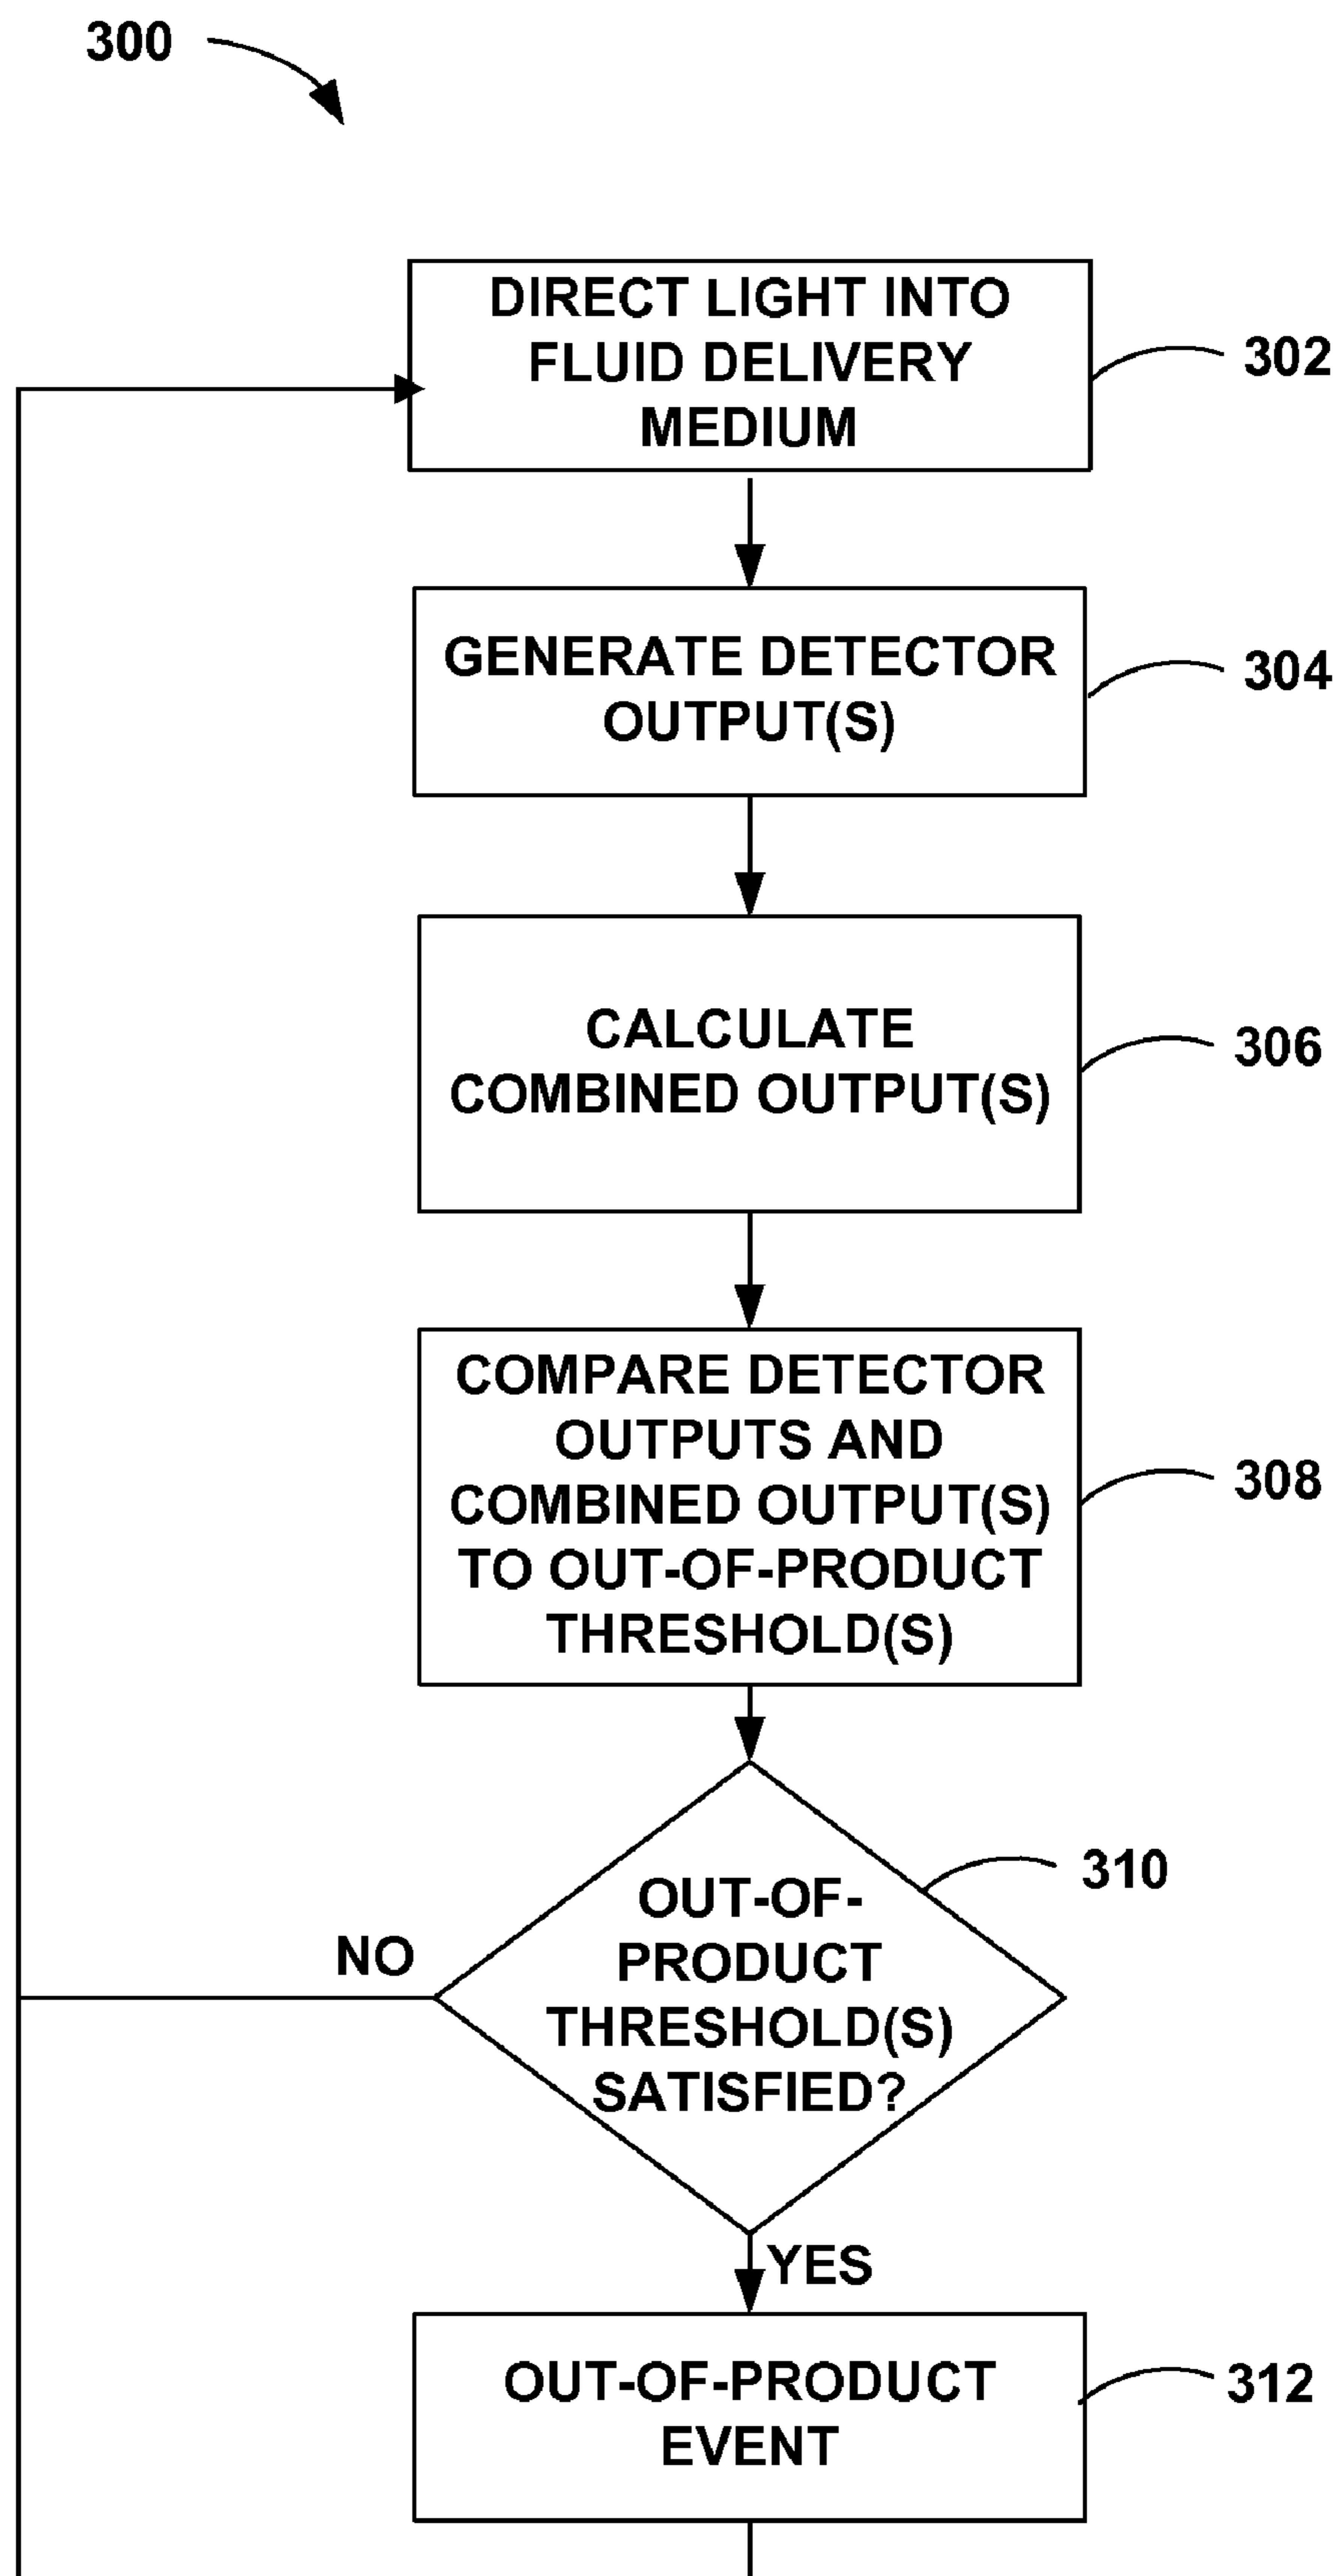 300
DIRECT LIGHT INTO
FLUID DELIVERY
MEDIUM
302
GENERATE DETECTOR
OUTPUT(S)
304
CALCULATE
COMBINED OUTPUT(S)
306
COMPARE DETECTOR
OUTPUTS AND
COMBINED OUTPUT(S)
TO OUT-OF-PRODUCT
THRESHOLD(S)
308
OUT-OF-
PRODUCT
THRESHOLD(S)
SATISFIED?
310
NO
YES
OUT-OF-PRODUCT
EVENT
312